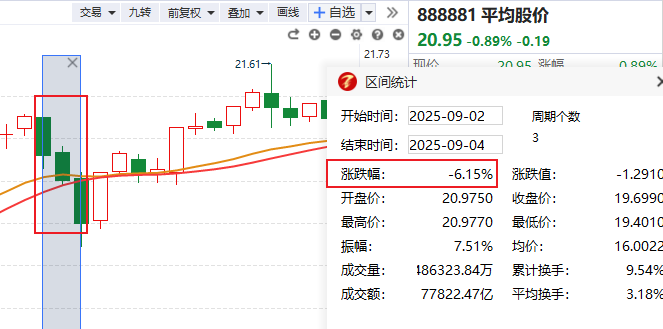 交易 九转 前复权 叠加 画线 +自选
888881 平均股价
20.95 -0.89% -0.19
现价 20.95 涨幅 -0.89%
21.73
21.61
区间统计
开始时间: 2025-09-02 周期个数
结束时间: 2025-09-04 3
涨跌幅: -6.15% 涨跌值: -1.2910
开盘价: 20.9750 收盘价: 19.6990
最高价: 20.9770 最低价: 19.4010
振幅: 7.51% 均价: 16.0022
成交量: 486323.84万 累计换手: 9.54%
成交额: 77822.47亿 平均换手: 3.18%